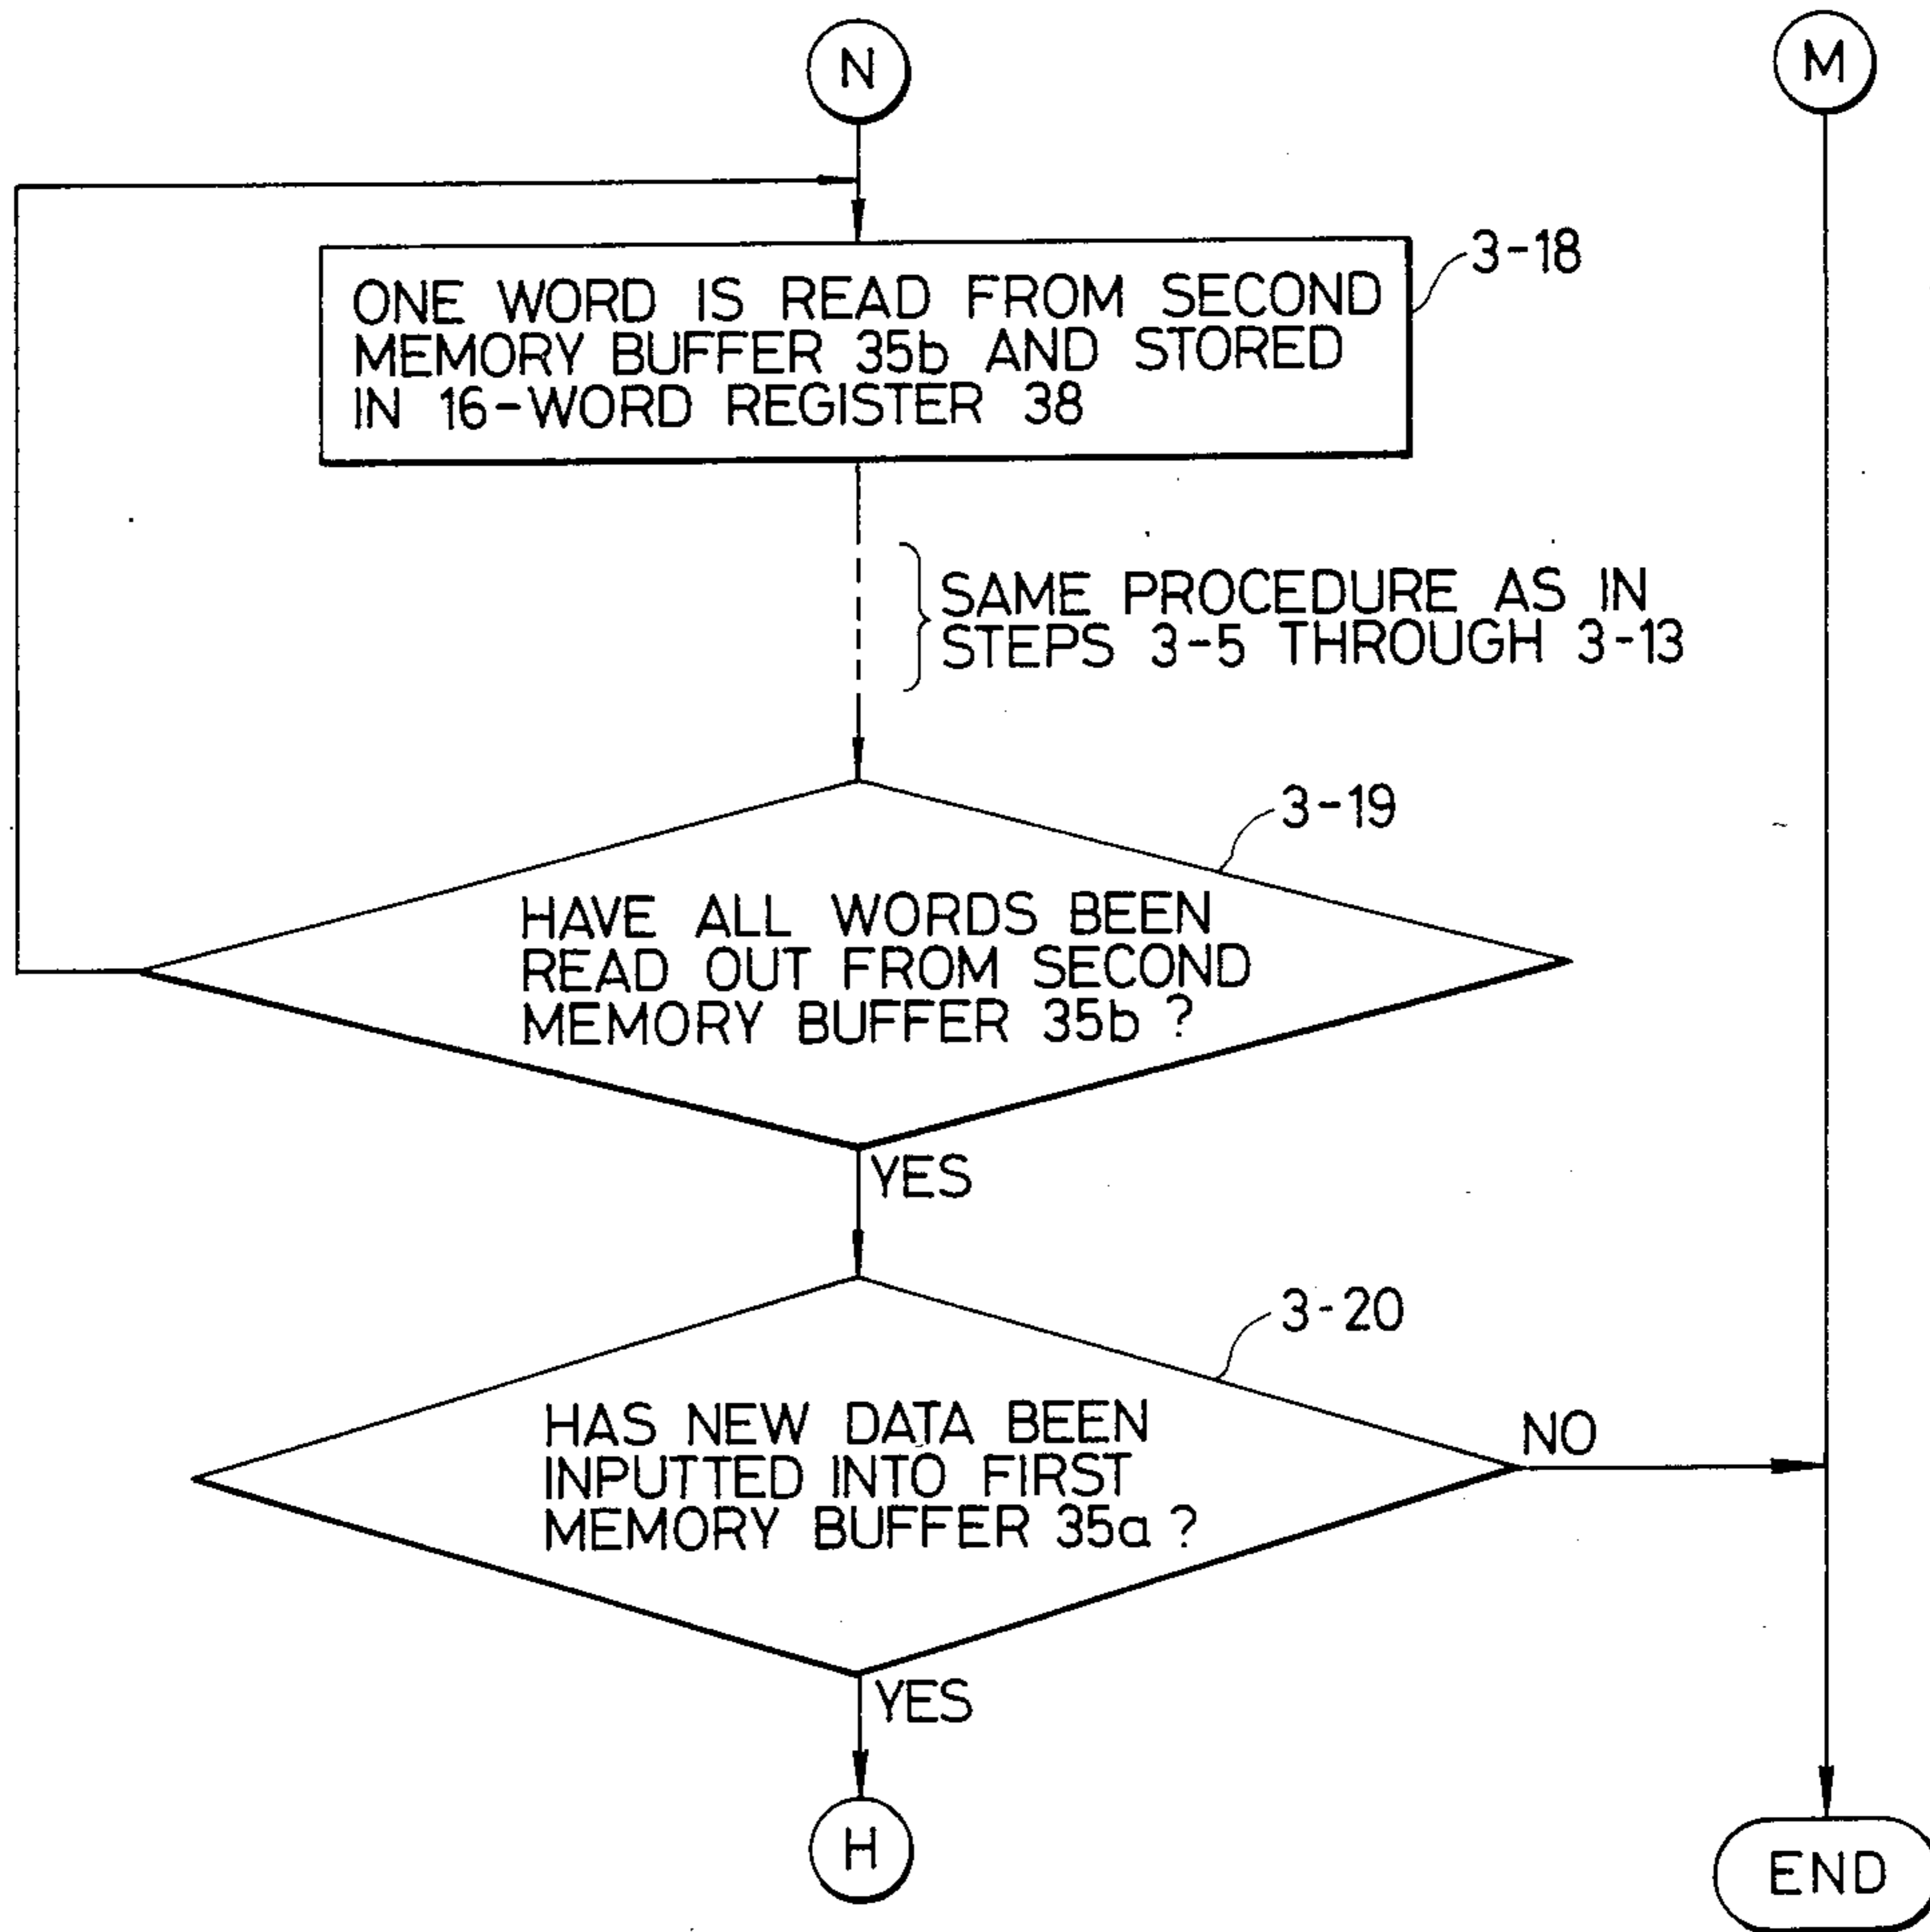 N
M
3-18
ONE WORD IS READ FROM SECOND
MEMORY BUFFER 35b AND STORED
IN 16-WORD REGISTER 38
SAME PROCEDURE AS IN
STEPS 3-5 THROUGH 3-13
3-19
HAVE ALL WORDS BEEN
READ OUT FROM SECOND
MEMORY BUFFER 35b ?
YES
3-20
HAS NEW DATA BEEN
INPUTTED INTO FIRST
MEMORY BUFFER 35a ?
NO
YES
H
END